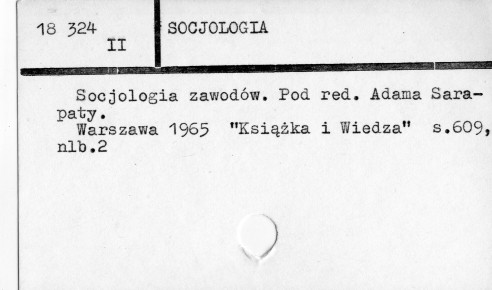 18 324 SOCJOLOGIA
II
Socjologia zawodów. Pod red. Adama Sara-
paty.
Warszawa 1965 "Książka i Wiedza" s.609,
nlb.2